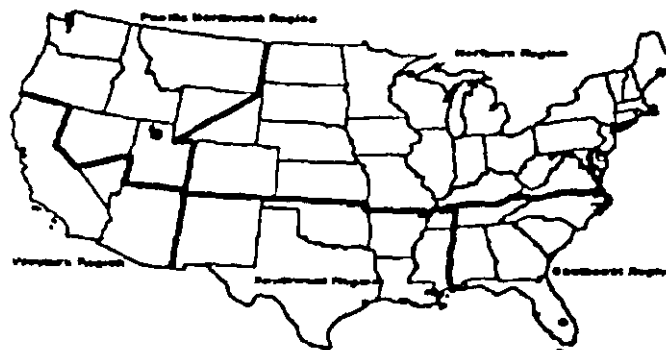 Pacific Northwest Region
Northern Region
Western Region
Southwest Region
Southeast Region